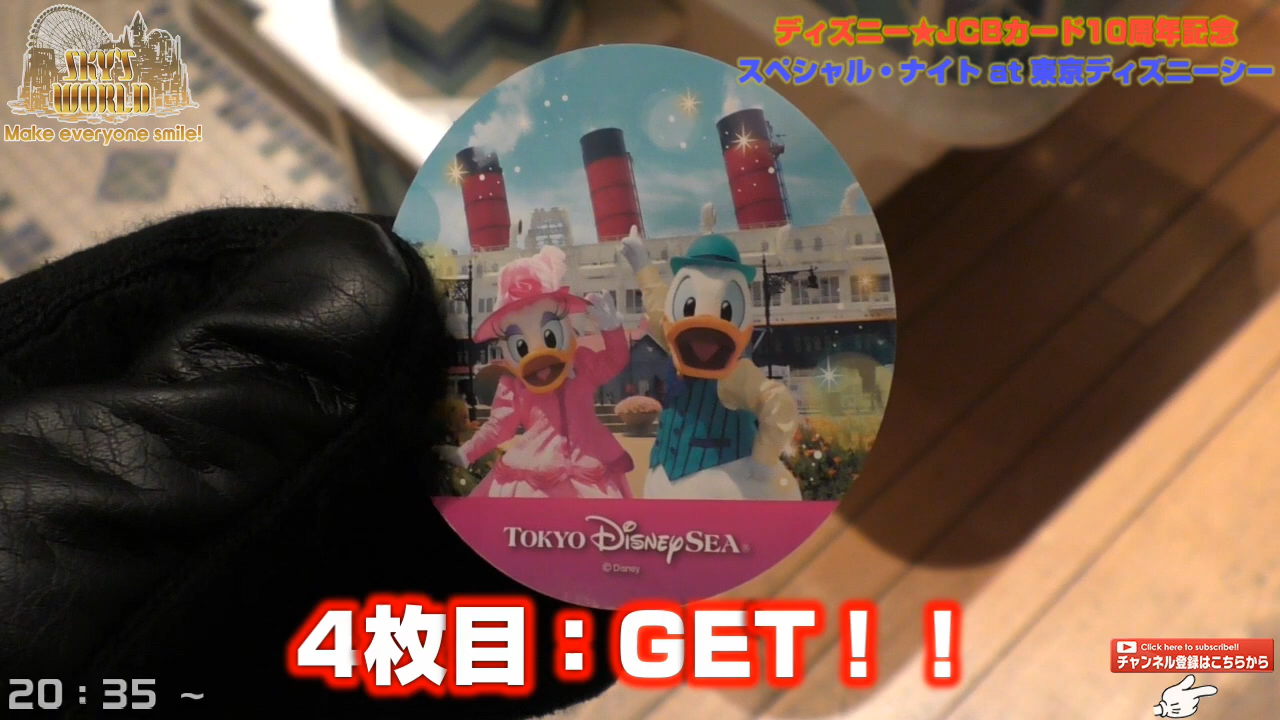 SKY'S
WORLD
Make everyone smile!
ディズニー★JCBカード10周年記念
スペシャル・ナイト at 東京ディズニーシー
TOKYO DISNEY SEA®
©Disney
4枚目：GET！！
20：35 ～
Click here to subscribe!!
チャンネル登録はこちらから